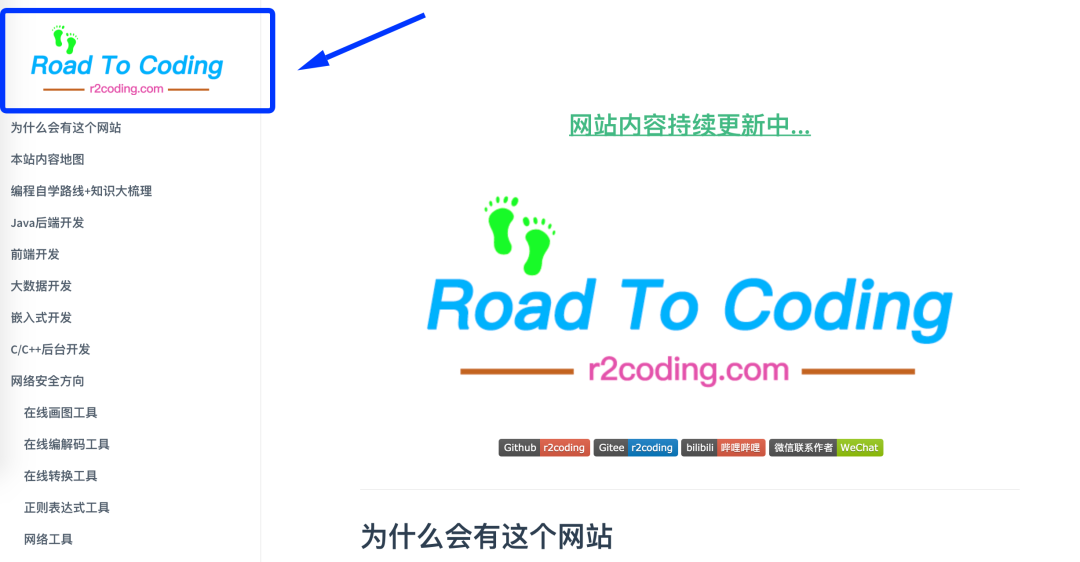 Road To Coding
r2coding.com
为什么会有这个网站
本站内容地图
编程自学路线+知识大梳理
Java后端开发
前端开发
大数据开发
嵌入式开发
C/C++后台开发
网络安全方向
在线画图工具
在线编解码工具
在线转换工具
正则表达式工具
网络工具
网站内容持续更新中...
Road To Coding
r2coding.com
Github r2coding Gitee r2coding bilibili 哔哩哔哩 微信联系作者 WeChat
为什么会有这个网站